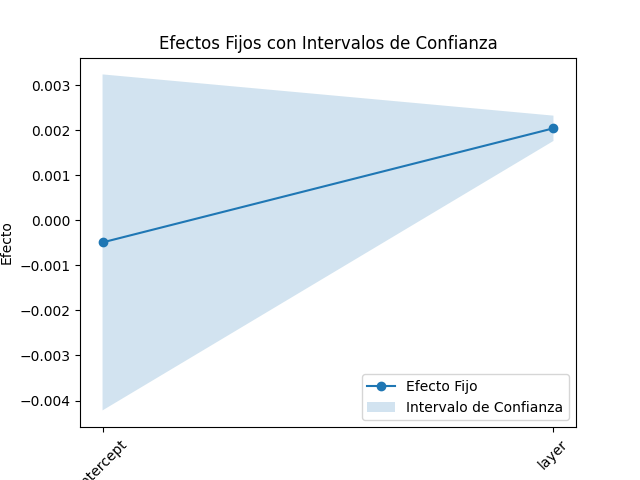 Efectos Fijos con Intervalos de Confianza
0.003
0.002
0.001
0.000
−0.001
−0.002
−0.003
−0.004
Efecto
Efecto Fijo
Intervalo de Confianza
ntercept
layer